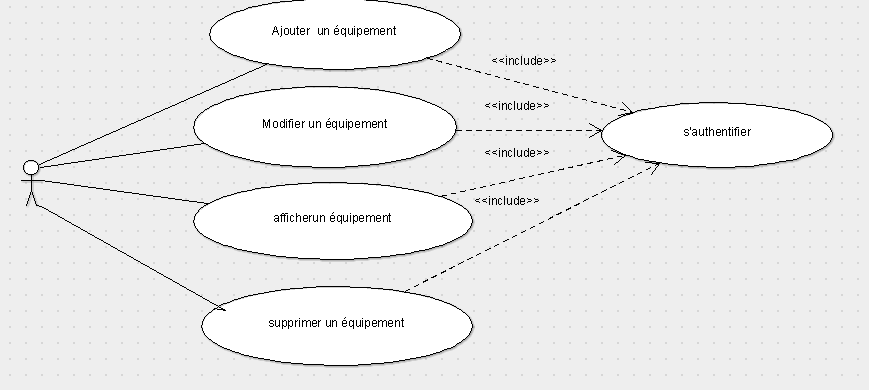 Ajouter un équipement
<<include>>
<<include>>
Modifier un équipement
s'authentifier
<<include>>
<<include>>
afficherun équipement
supprimer un équipement